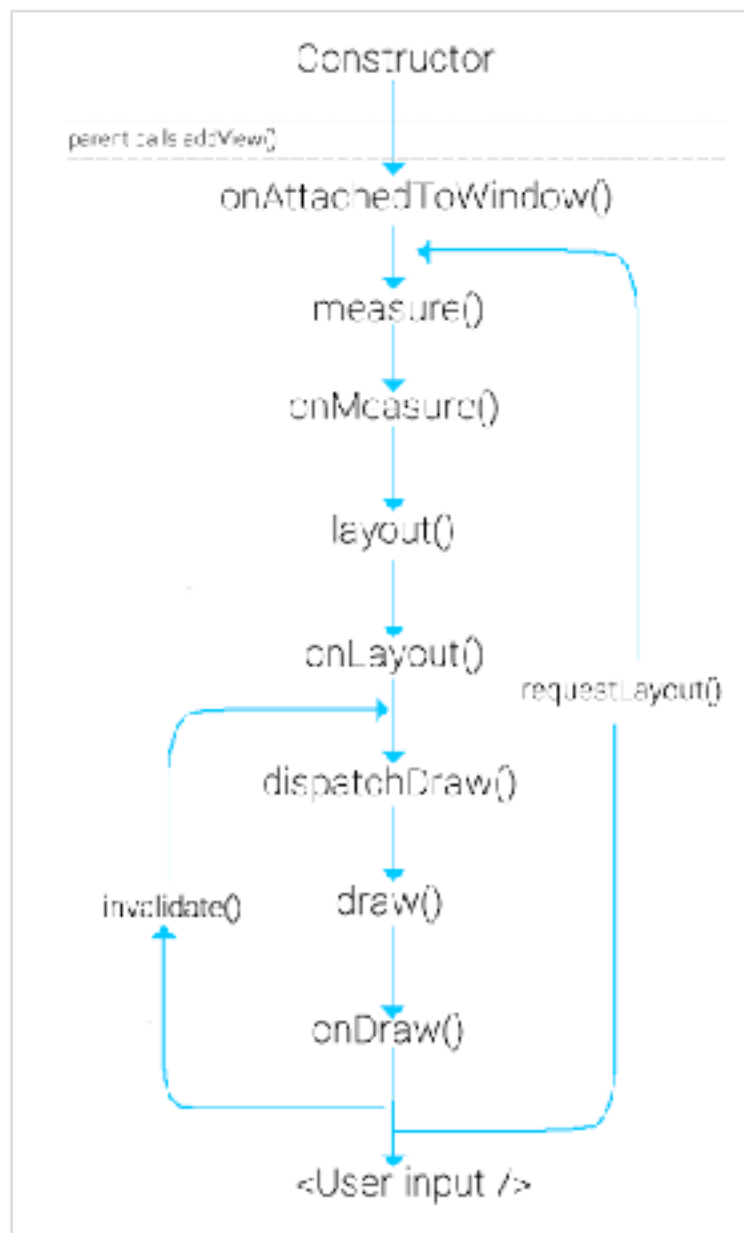 Constructor
parent calls addView()
onAttachedToWindow()
measure()
onMeasure()
layout()
onLayout()
requestLayout()
dispatchDraw()
invalidate()
draw()
onDraw()
<User input />